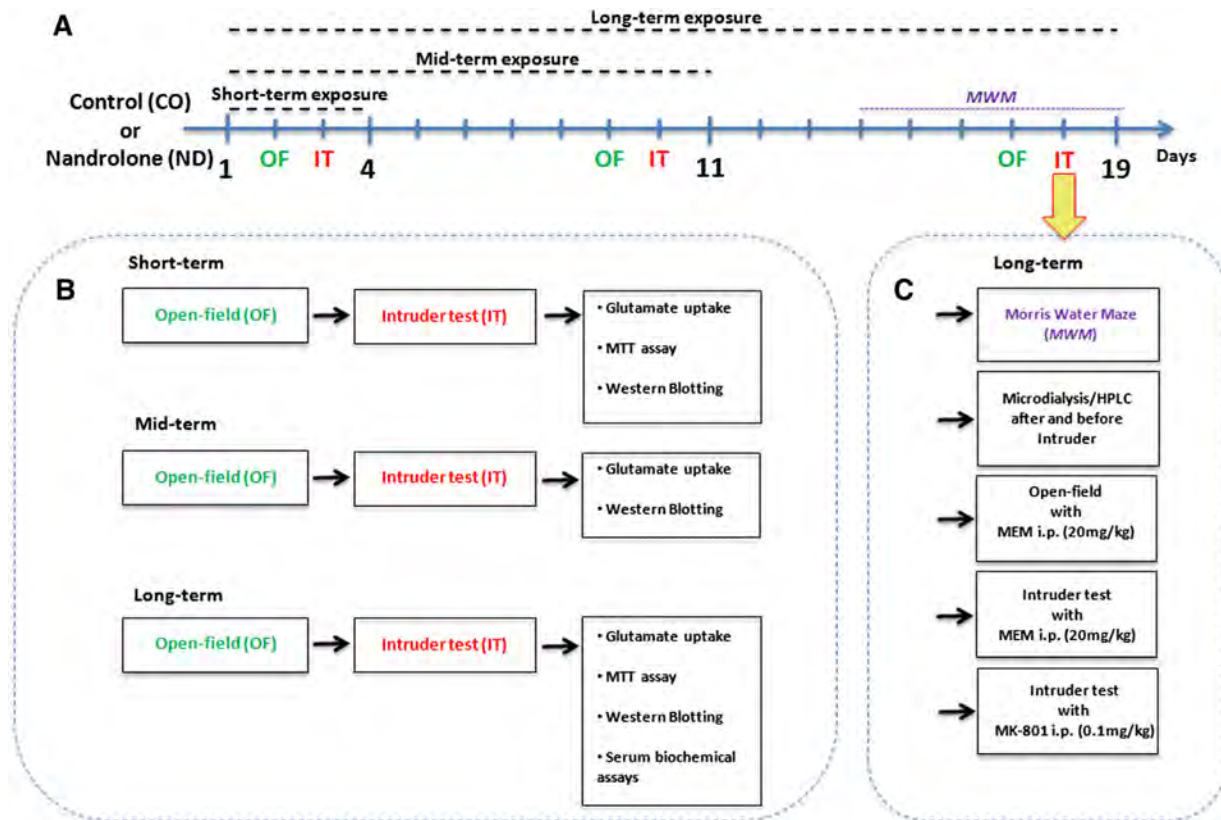 A
Long-term exposure
Mid-term exposure
Short-term exposure
MWM
Control (CO)
or
Nandrolone (ND)
1 OF IT 4 OF IT 11 OF IT 19 Days
B
Short-term
Open-field (OF)
Intruder test (IT)
• Glutamate uptake
• MTT assay
• Western Blotting
Mid-term
Open-field (OF)
Intruder test (IT)
• Glutamate uptake
• Western Blotting
Long-term
Open-field (OF)
Intruder test (IT)
• Glutamate uptake
• MTT assay
• Western Blotting
• Serum biochemical
assays
C
Long-term
Morris Water Maze
(MWM)
Microdialysis/HPLC
after and before
Intruder
Open-field
with
MEM i.p. (20mg/kg)
Intruder test
with
MEM i.p. (20mg/kg)
Intruder test
with
MK-801 i.p. (0.1mg/kg)